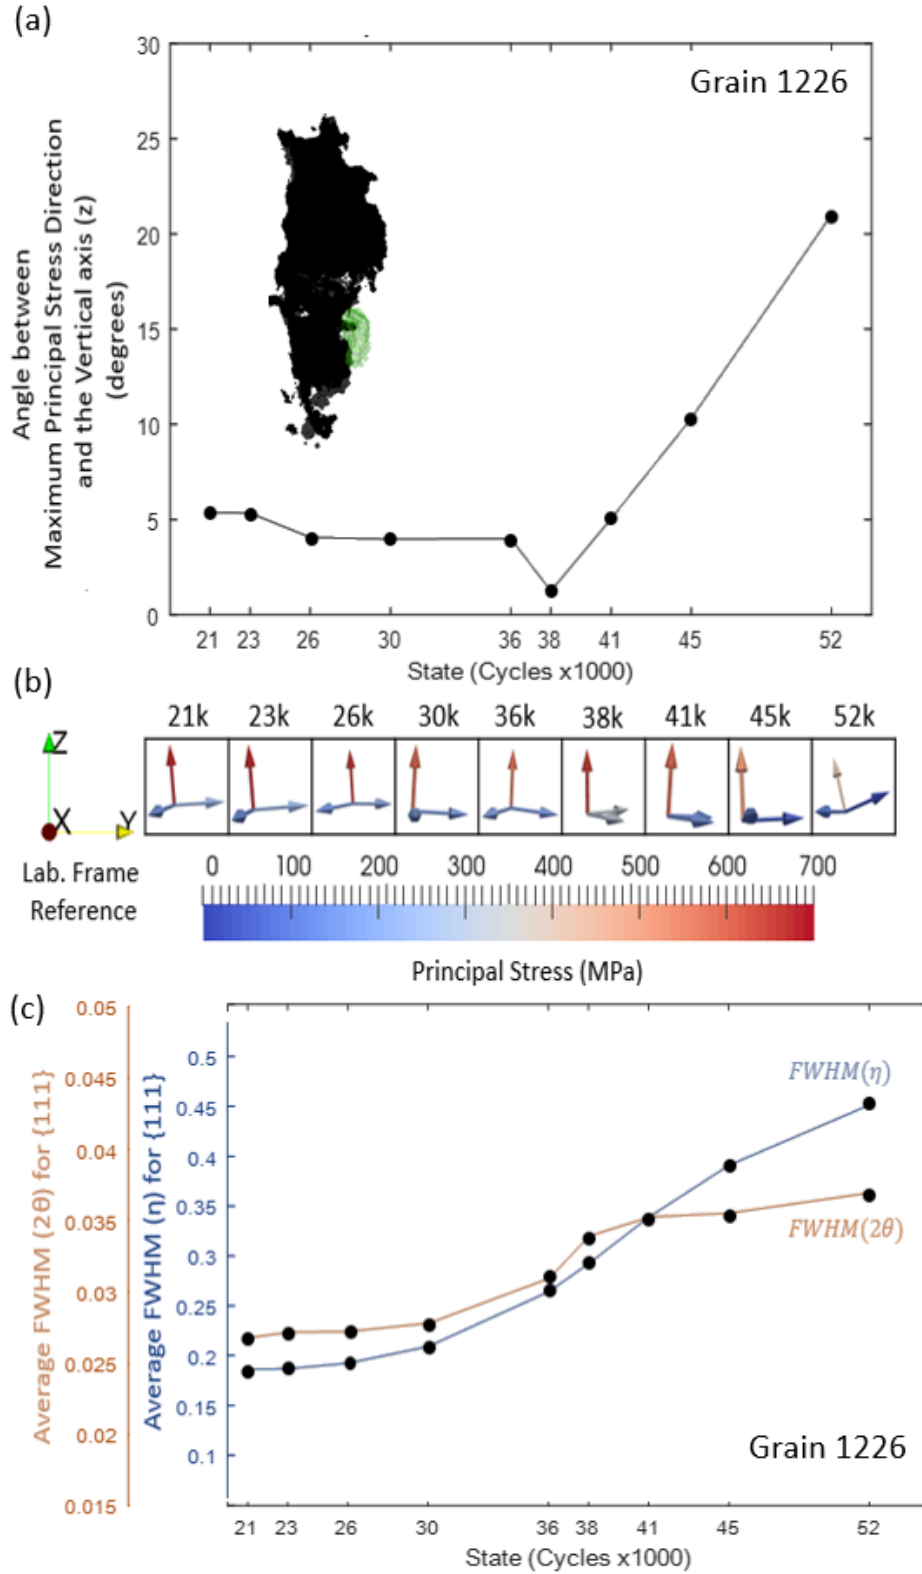 (a)
Grain 1226
Angle between
Maximum Principal Stress Direction
and the Vertical axis (z)
(degrees)
30
25
20
15
10
5
0
21 23 26 30 36 38 41 45 52
State (Cycles x1000)
(b)
21k 23k 26k 30k 36k 38k 41k 45k 52k
Z
X
Y
Lab. Frame
Reference
0 100 200 300 400 500 600 700
Principal Stress (MPa)
(c)
Average FWHM (2θ) for {111}
0.05
0.045
0.04
0.035
0.03
0.025
0.02
0.015
Average FWHM (η) for {111}
0.5
0.45
0.4
0.35
0.3
0.25
0.2
0.15
0.1
FWHM(η)
FWHM(2θ)
Grain 1226
21 23 26 30 36 38 41 45 52
State (Cycles x1000)